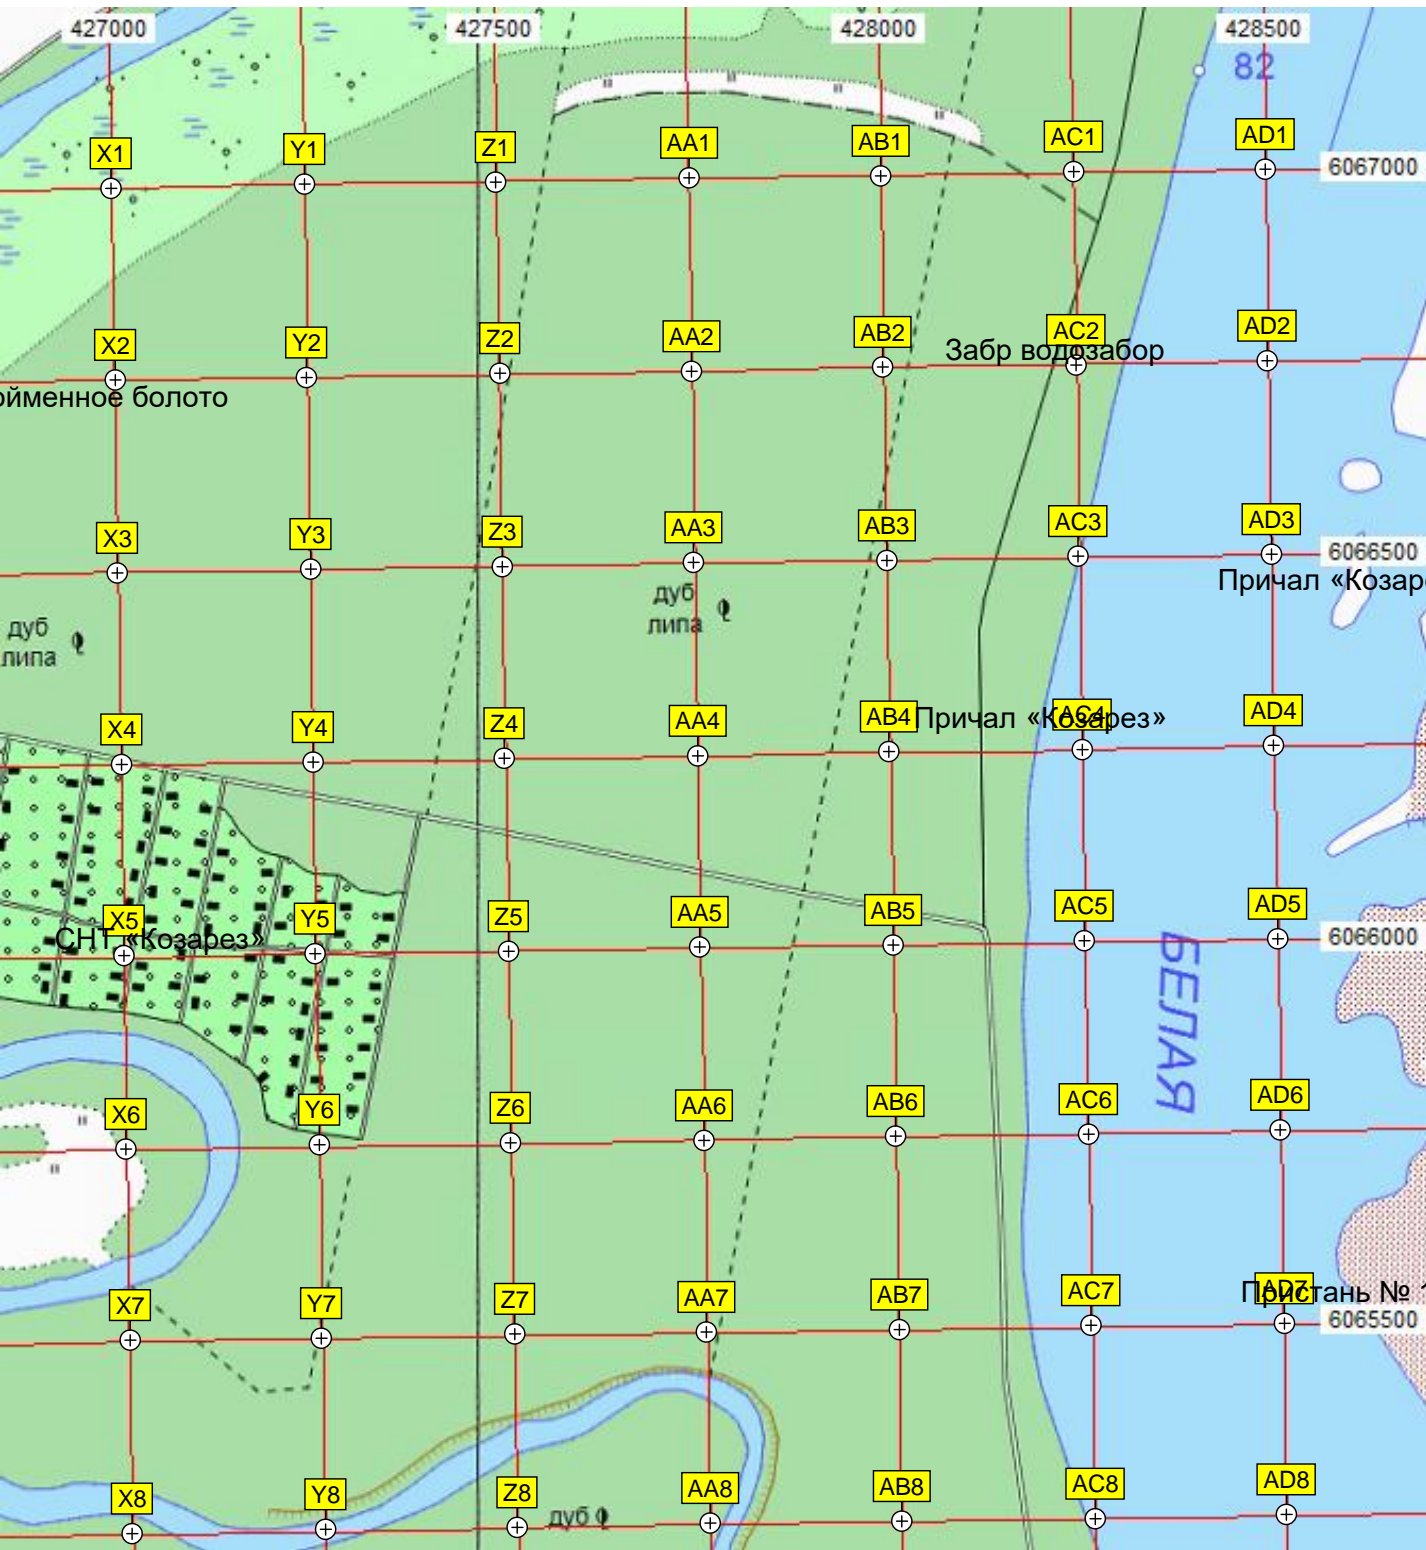 427000 427500 428000 428500
82
X1 Y1 Z1 AA1 AB1 AC1 AD1
6067000
X2 Y2 Z2 AA2 AB2 AC2 AD2
Забр водозабор
ойменное болото
X3 Y3 Z3 AA3 AB3 AC3 AD3
6066500
Причал «Козар
дуб
липа
дуб
липа
X4 Y4 Z4 AA4 AB4 AC4 AD4
Причал «Козарез»
X5 Y5 Z5 AA5 AB5 AC5 AD5
6066000
СНТ «Козарез»
БЕЛАЯ
X6 Y6 Z6 AA6 AB6 AC6 AD6
X7 Y7 Z7 AA7 AB7 AC7 AD7
Пристань № 1
6065500
X8 Y8 Z8 AA8 AB8 AC8 AD8
дуб